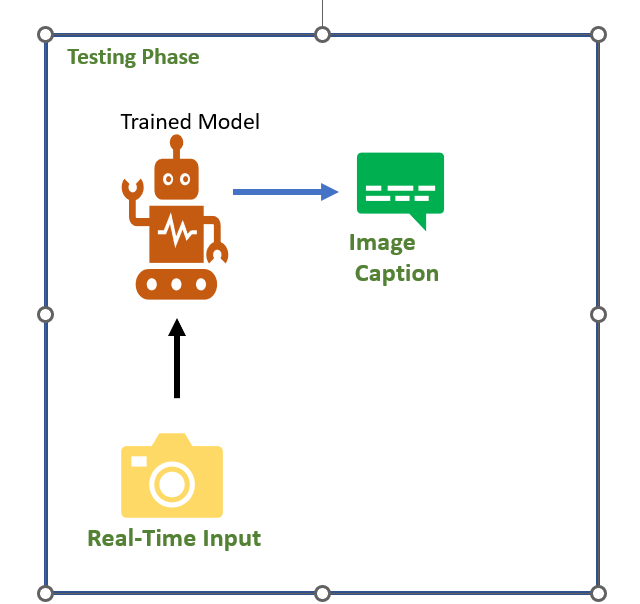 Testing Phase
Trained Model
Image
Caption
Real-Time Input